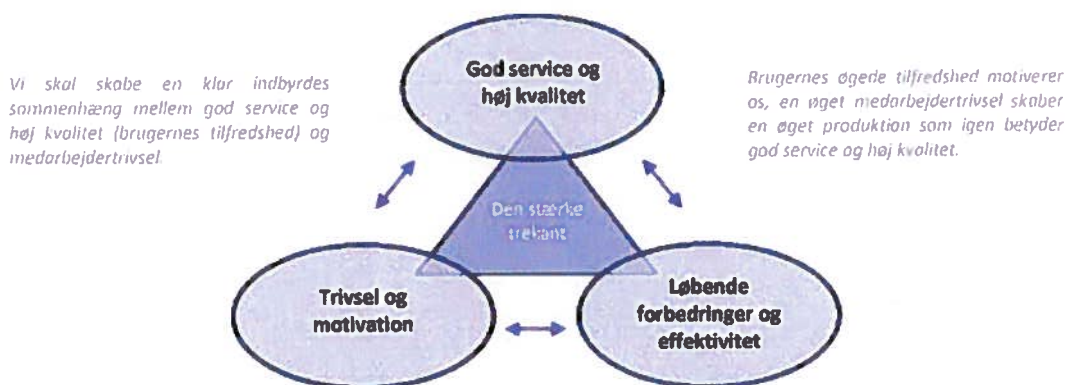 God service og
høj kvalitet
Vi skal skabe en klar indbyrdes
sammenhæng mellem god service og
høj kvalitet (brugernes tilfredshed) og
medarbejdertrivsel.
Brugernes øgede tilfredshed motiverer
os, en øget medarbejdertrivsel skaber
en øget produktion som igen betyder
god service og høj kvalitet.
Den stærke
trekant
Trivsel og
motivation
Løbende
forbedringer og
effektivitet